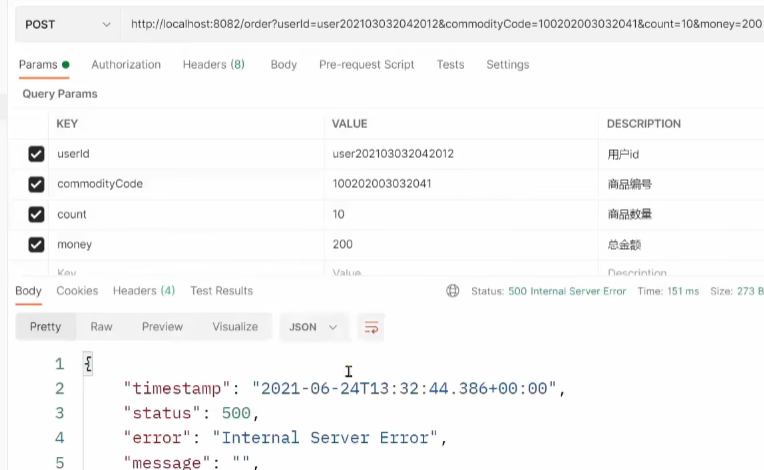 POST http://localhost:8082/order?userId=user202103032042012&commodityCode=100202003032041&count=10&money=200
Params Authorization Headers (8) Body Pre-request Script Tests Settings
Query Params
KEY VALUE DESCRIPTION
userId user202103032042012 用户id
commodityCode 100202003032041 商品编号
count 10 商品数量
money 200 总金额
Key Value Description
Body Cookies Headers (4) Test Results Status: 500 Internal Server Error Time: 151 ms Size: 273 B
Pretty Raw Preview Visualize JSON
1 {
2 "timestamp": "2021-06-24T13:32:44.386+00:00",
3 "status": 500,
4 "error": "Internal Server Error",
5 "message": "",